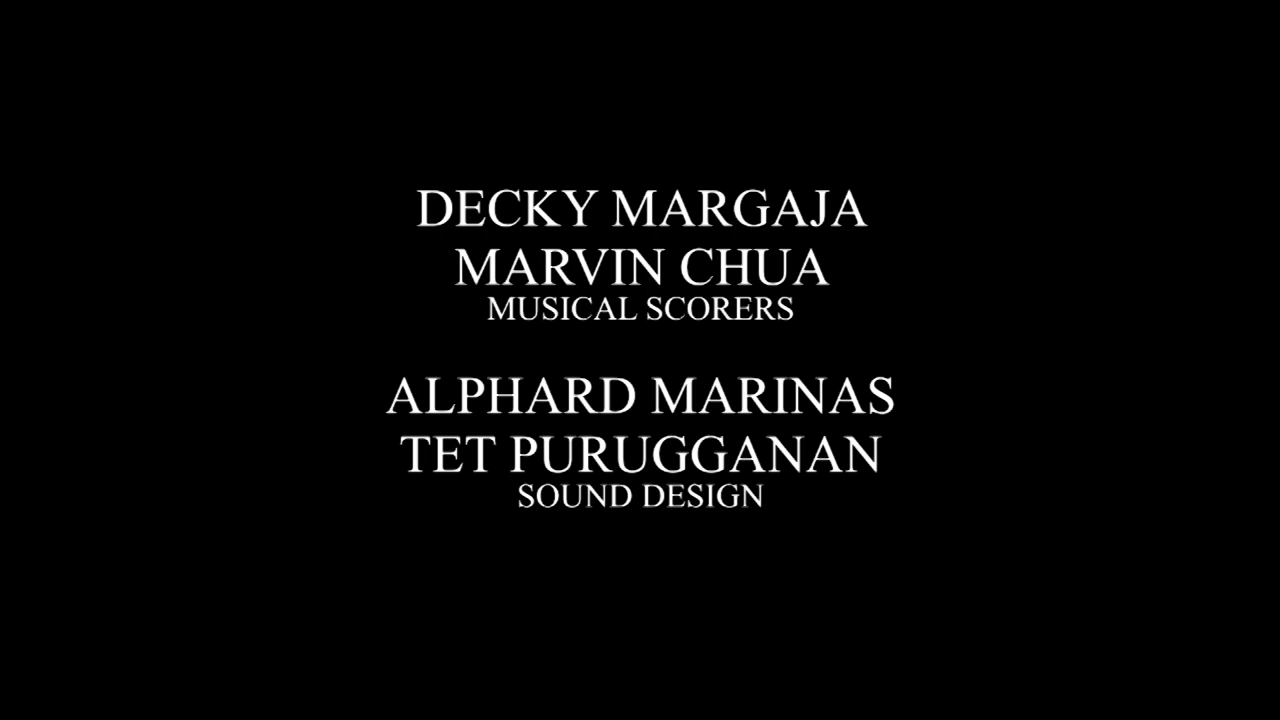 DECKY MARGAJA
MARVIN CHUA
MUSICAL SCORERS
ALPHARD MARINAS
TET PURUGGANAN
SOUND DESIGN